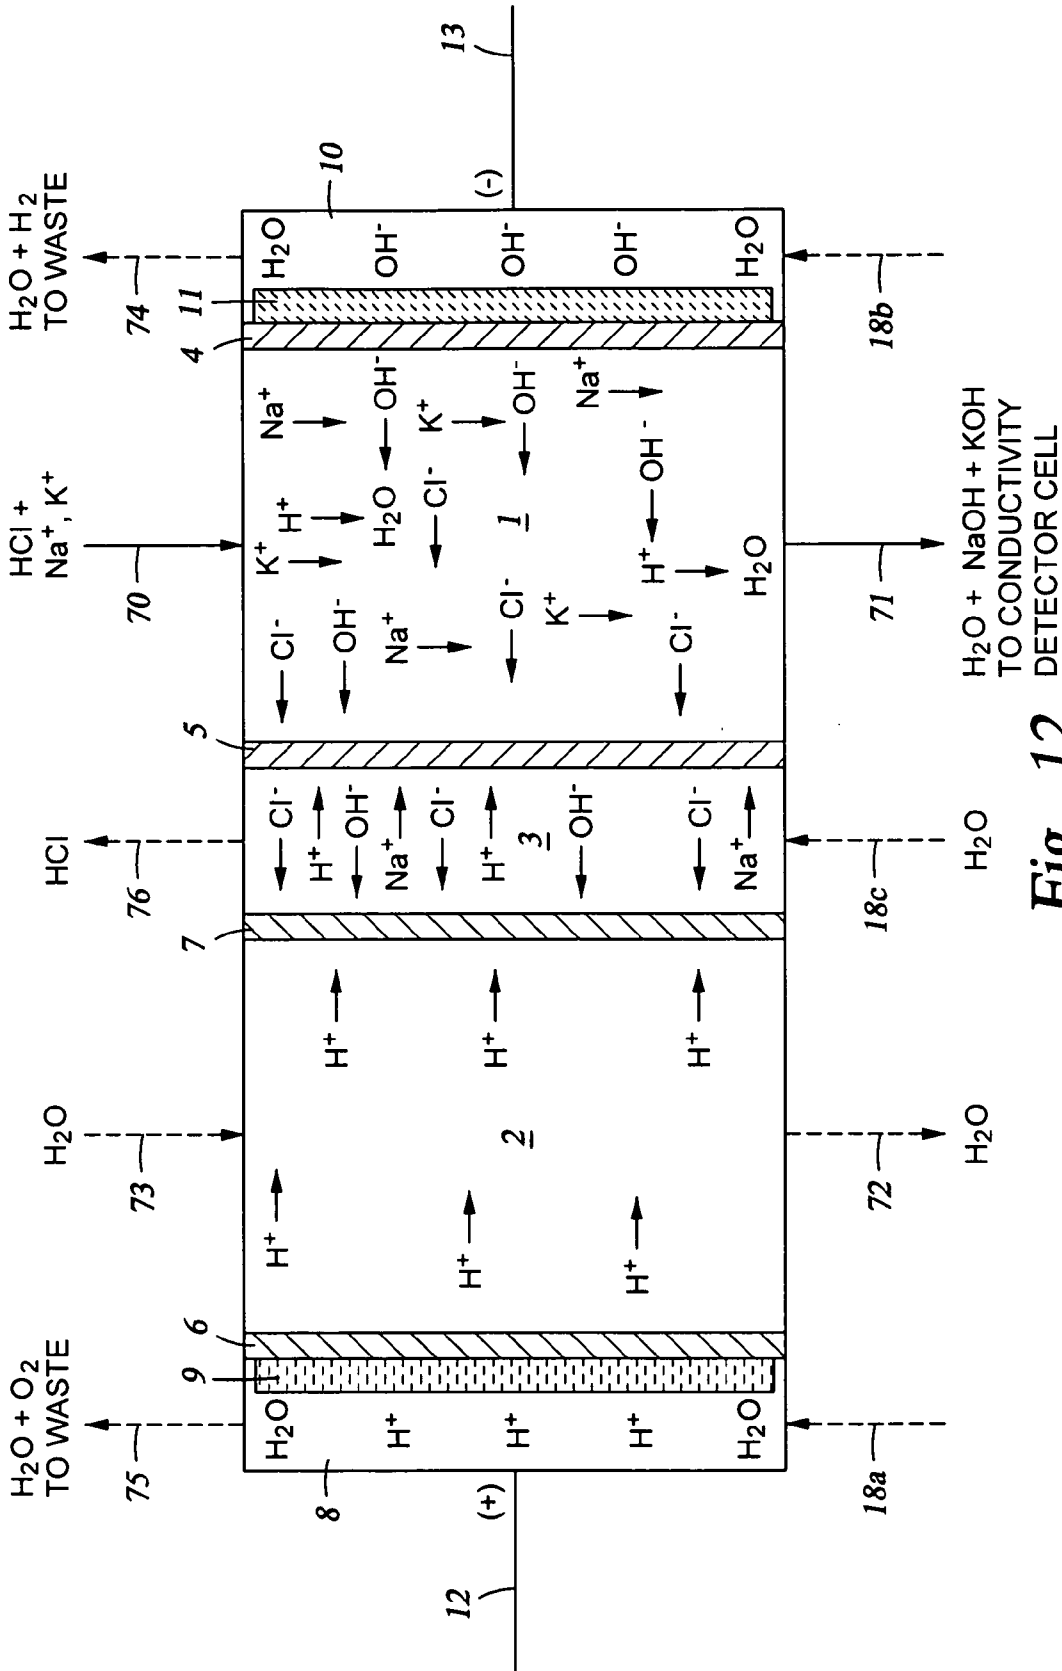 H₂O + O₂
TO WASTE
75
H₂O
73
HCl
76
HCl +
Na⁺, K⁺
70
H₂O + H₂
TO WASTE
74
8
9
6
7
5
4
11
10
12
(+)
(-)
13
H₂O
H⁺
H⁺
H⁺
H₂O
H⁺
H⁺
H⁺
2
H⁺
H⁺
H⁺
Cl⁻
H⁺
OH⁻
Na⁺
Cl⁻
H⁺
3
OH⁻
Cl⁻
Na⁺
Cl⁻
K⁺
H⁺
Na⁺
OH⁻
H₂O
OH⁻
Na⁺
Cl⁻
K⁺
Cl⁻
1
OH⁻
K⁺
Na⁺
Cl⁻
H⁺
OH⁻
H₂O
H₂O
OH⁻
OH⁻
OH⁻
H₂O
18a
72
H₂O
18c
H₂O
71
H₂O + NaOH + KOH
TO CONDUCTIVITY
DETECTOR CELL
18b
Fig. 12